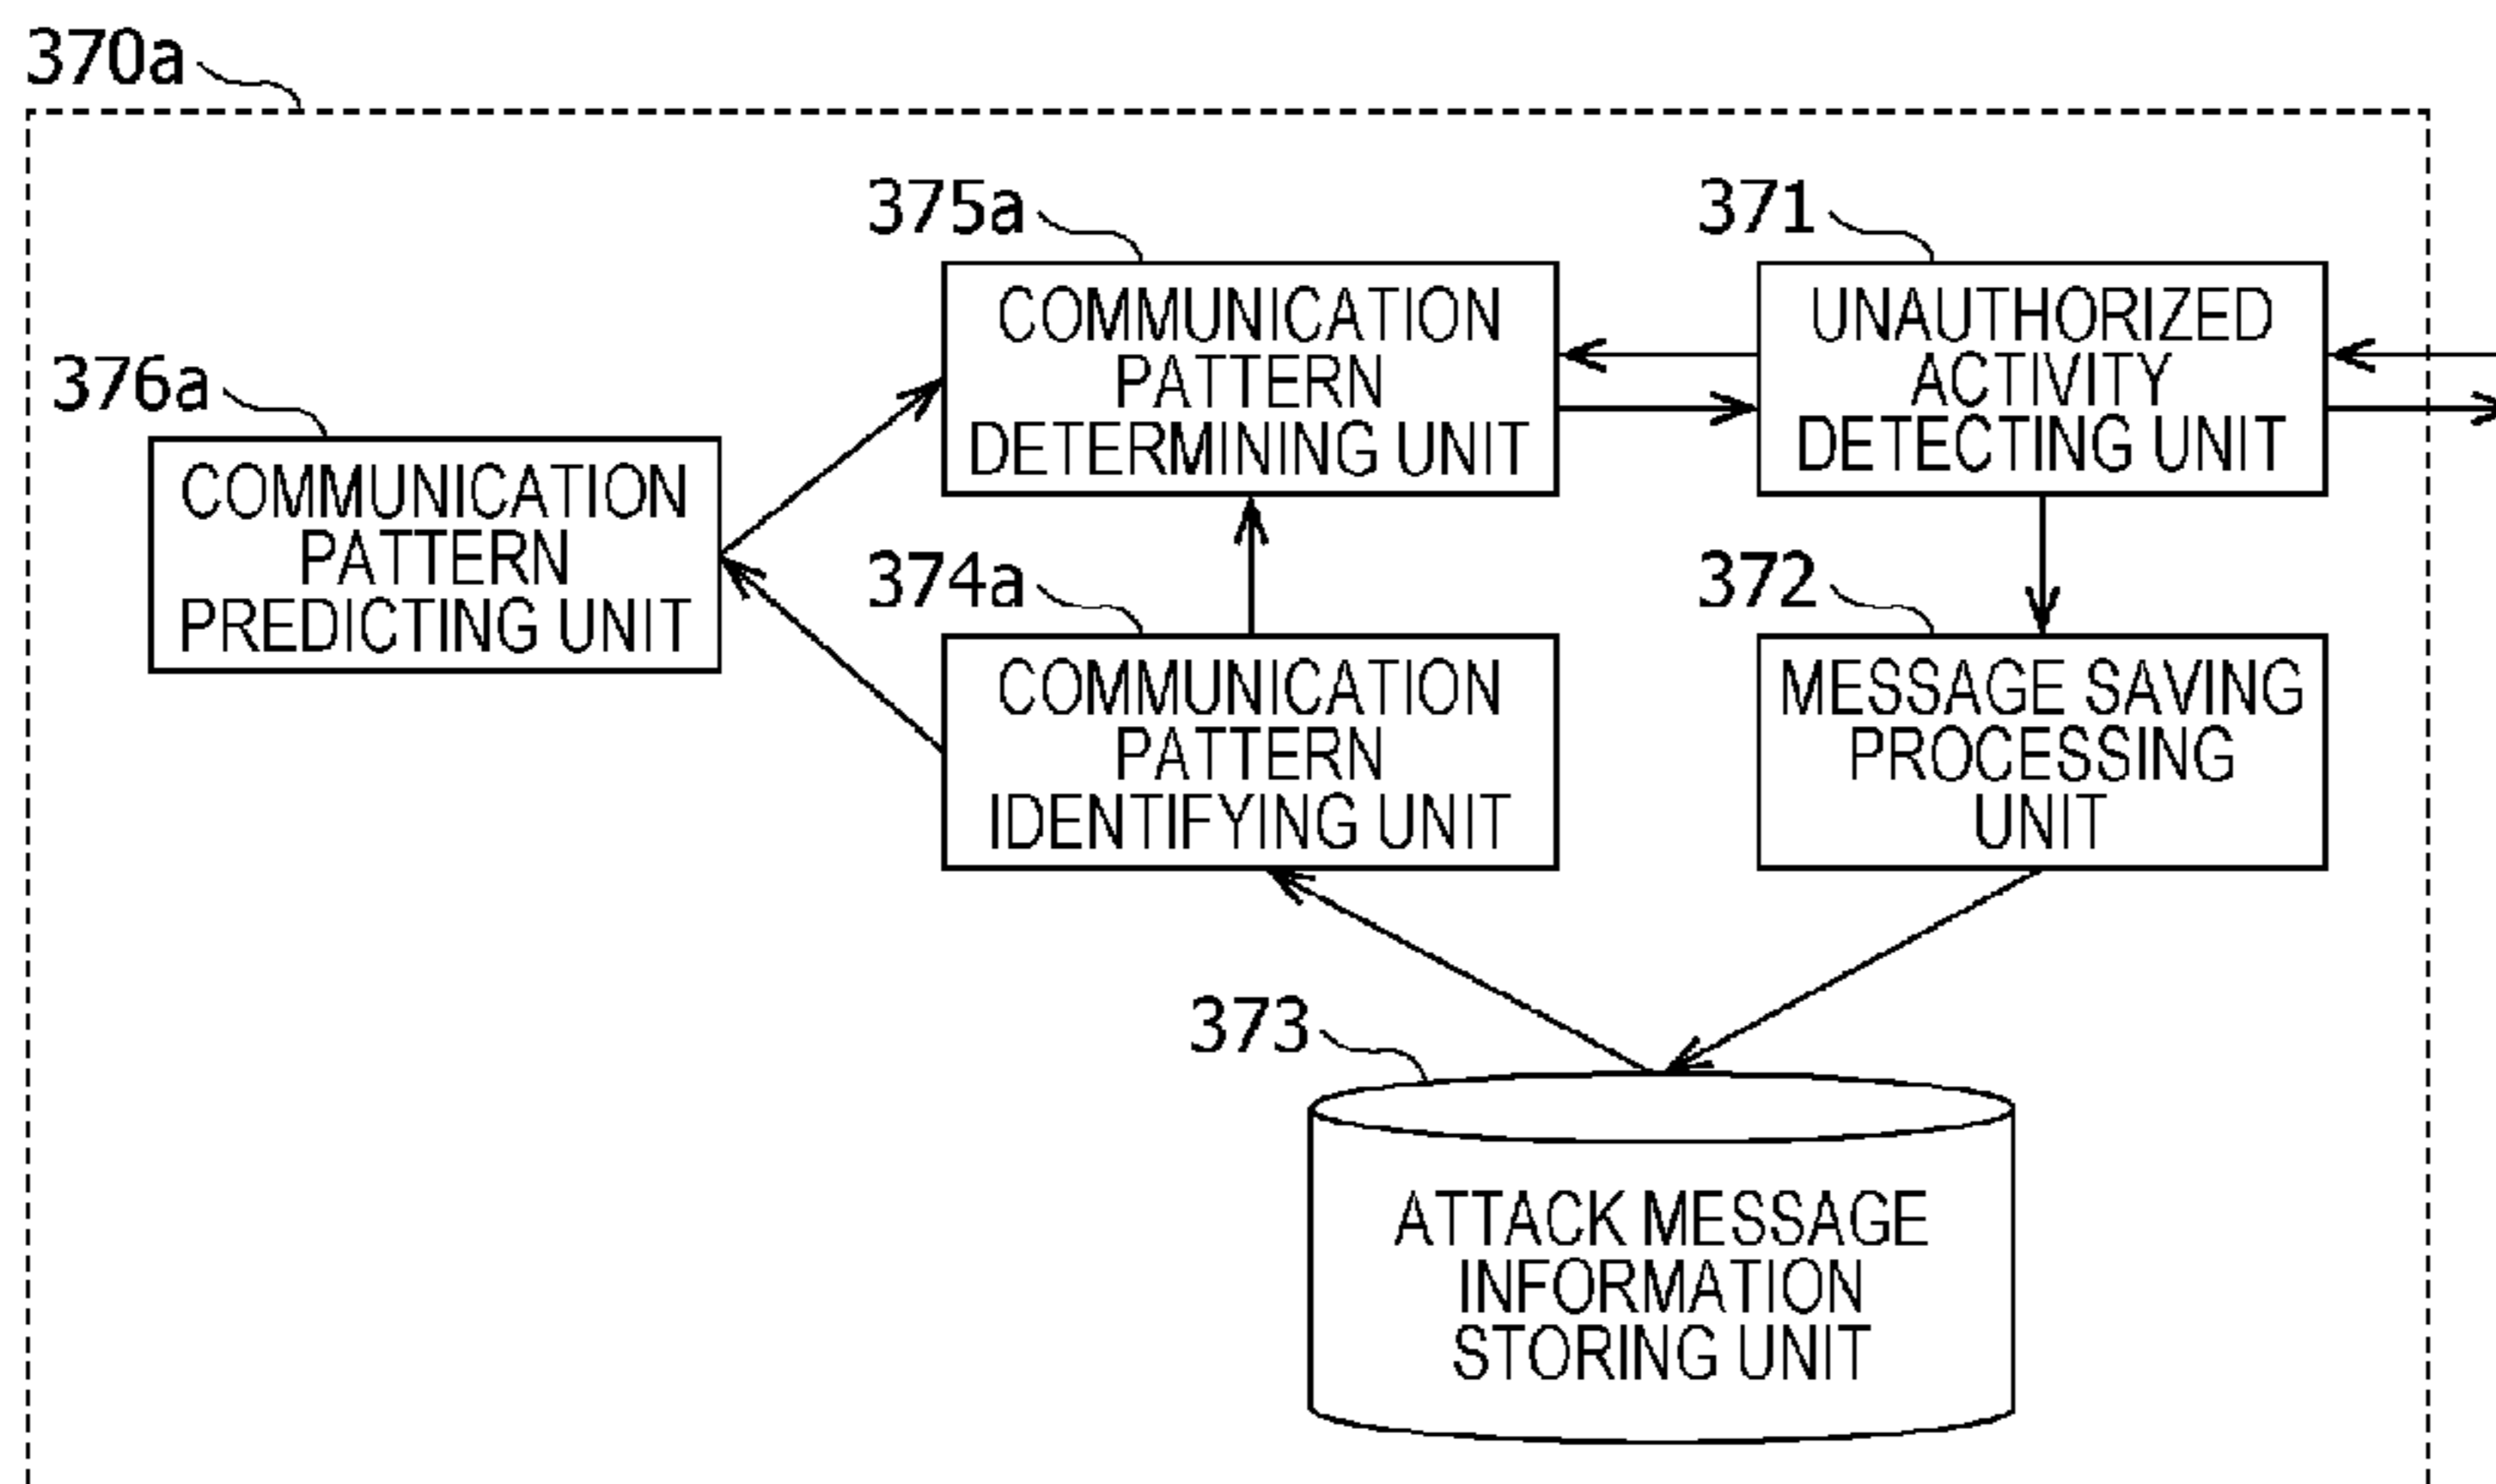 370a
375a
COMMUNICATION
PATTERN
DETERMINING UNIT
371
UNAUTHORIZED
ACTIVITY
DETECTING UNIT
376a
COMMUNICATION
PATTERN
PREDICTING UNIT
374a
COMMUNICATION
PATTERN
IDENTIFYING UNIT
372
MESSAGE SAVING
PROCESSING
UNIT
373
ATTACK MESSAGE
INFORMATION
STORING UNIT